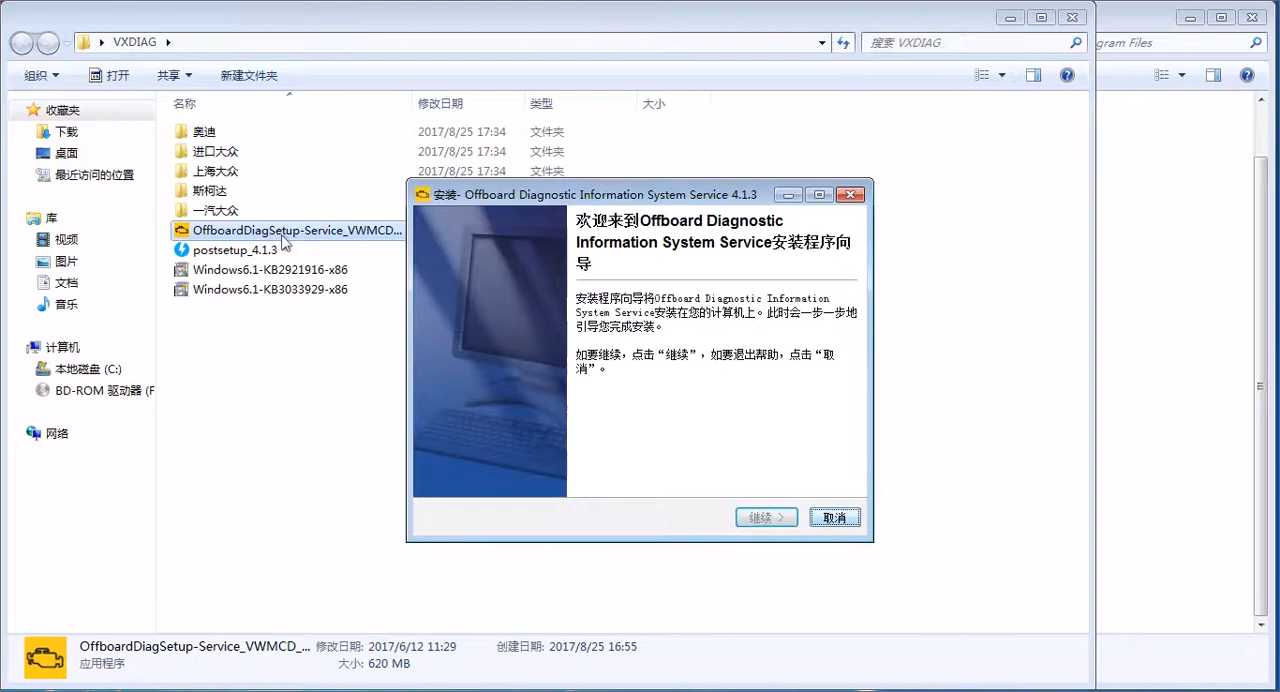 VXDIAG
搜索 VXDIAG
gram Files
组织
打开
共享
新建文件夹
名称
修改日期
类型
大小
收藏夹
下载
桌面
最近访问的位置
库
视频
图片
文档
音乐
计算机
本地磁盘 (C:)
BD-ROM 驱动器 (F
网络
奥迪 2017/8/25 17:34 文件夹
进口大众 2017/8/25 17:34 文件夹
上海大众 2017/8/25 17:34 文件夹
斯柯达
一汽大众
OffboardDiagSetup-Service_VWMCD...
postsetup_4.1.3
Windows6.1-KB2921916-x86
Windows6.1-KB3033929-x86
安装- Offboard Diagnostic Information System Service 4.1.3
欢迎来到Offboard Diagnostic
Information System Service安装程序向
导
安装程序向导将Offboard Diagnostic Information
System Service安装在您的计算机上。此时会一步一步地
引导您完成安装。
如要继续，点击“继续”，如要退出帮助，点击“取
消”。
继续 >
取消
OffboardDiagSetup-Service_VWMCD_... 修改日期: 2017/6/12 11:29 创建日期: 2017/8/25 16:55
应用程序 大小: 620 MB